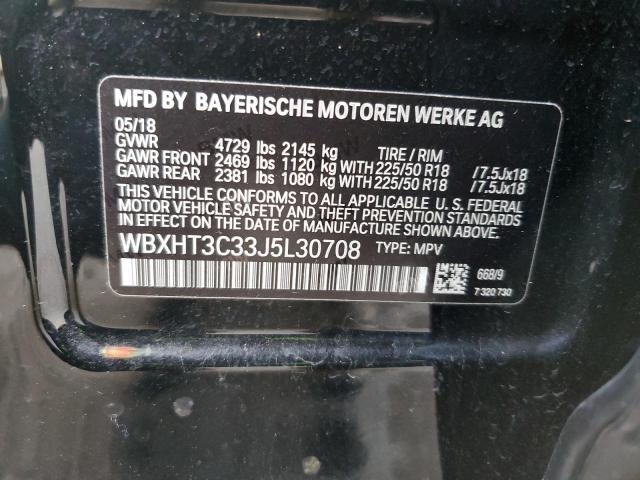 MFD BY BAYERISCHE MOTOREN WERKE AG
05/18
GVWR 4729 lbs 2145 kg TIRE / RIM
GAWR FRONT 2469 lbs 1120 kg WITH 225/50 R18 /7.5Jx18
GAWR REAR 2381 lbs 1080 kg WITH 225/50 R18 /7.5Jx18
THIS VEHICLE CONFORMS TO ALL APPLICABLE U. S. FEDERAL
MOTOR VEHICLE SAFETY AND THEFT PREVENTION STANDARDS
IN EFFECT ON THE DATE OF MANUFACTURE SHOWN ABOVE.
WBXHT3C33J5L30708 TYPE: MPV
668/9
7 320 730